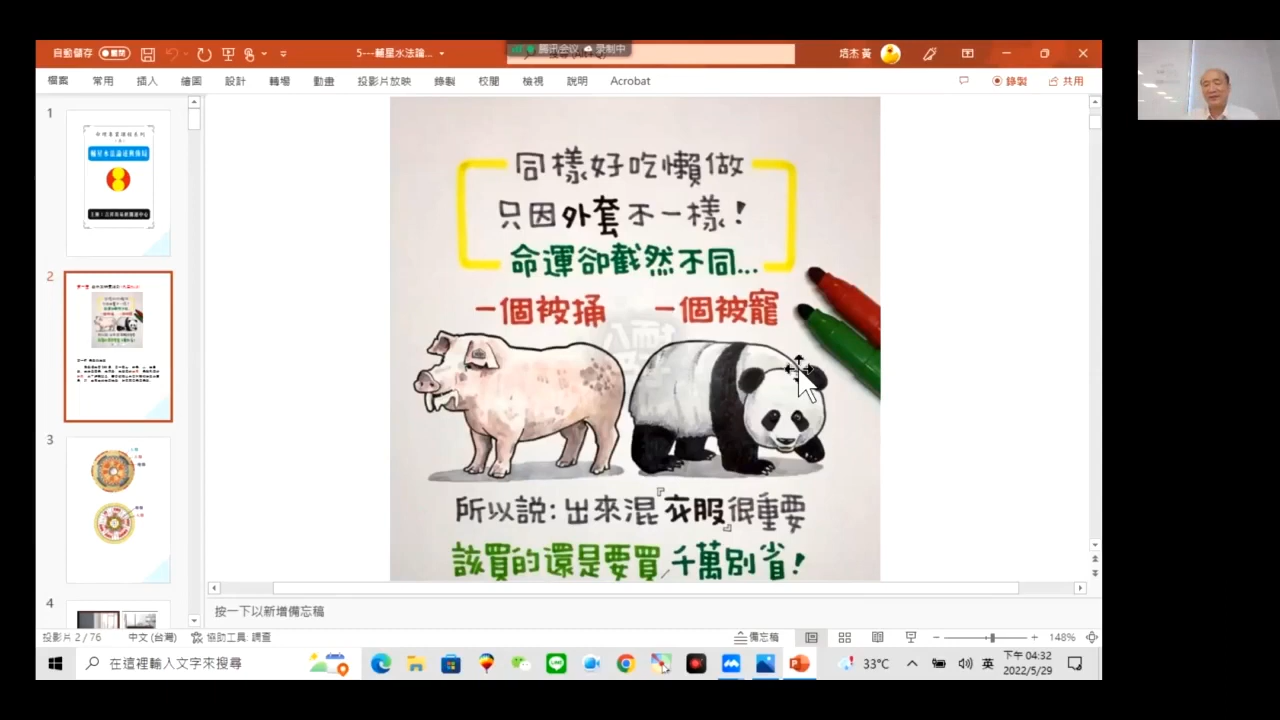 自動儲存
關閉
5---輔星水法論...
腾讯会议
录制中
培杰 黃
檔案 常用 插入 繪圖 設計 轉場 動畫 投影片放映 錄製 校閱 檢視 說明 Acrobat
錄製 共用
1
2
3
4
同樣好吃懶做
只因外套不一樣！
命運卻截然不同...
一個被捅 一個被寵
所以說：出來混『衣服』很重要
該買的還是要買，千萬別省！
按一下以新增備忘稿
投影片 2 / 76 中文 (台灣) 協助工具: 調查
備忘稿
148%
在這裡輸入文字來搜尋
33°C
英
下午 04:32
2022/5/29